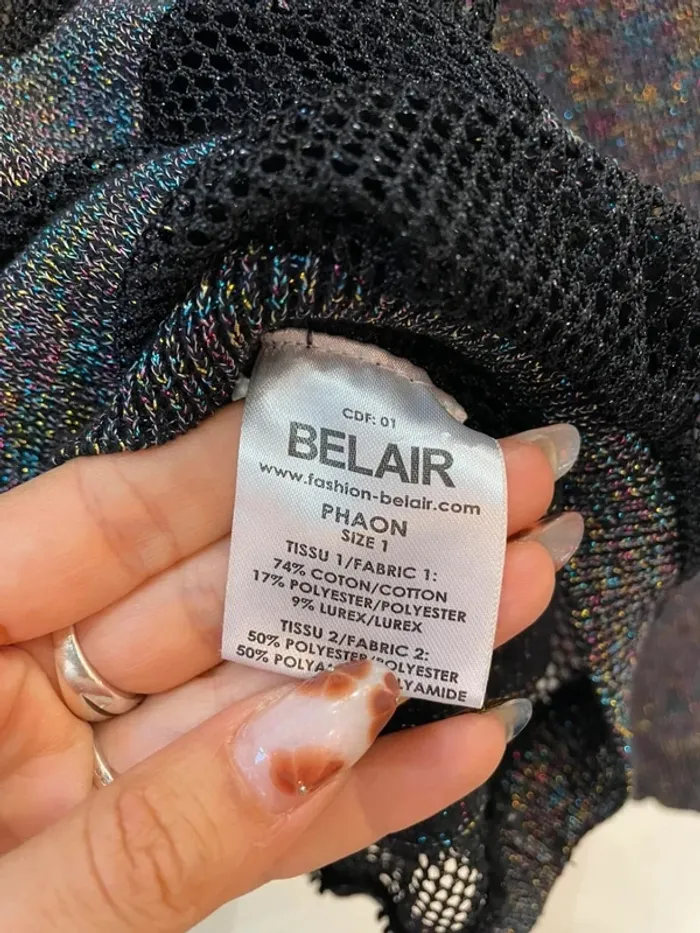 CDF: 01
BELAIR
www.fashion-belair.com
PHAON
SIZE 1
TISSU 1/FABRIC 1:
74% COTON/COTTON
17% POLYESTER/POLYESTER
9% LUREX/LUREX
TISSU 2/FABRIC 2:
50% POLYESTER/POLYESTER
50%